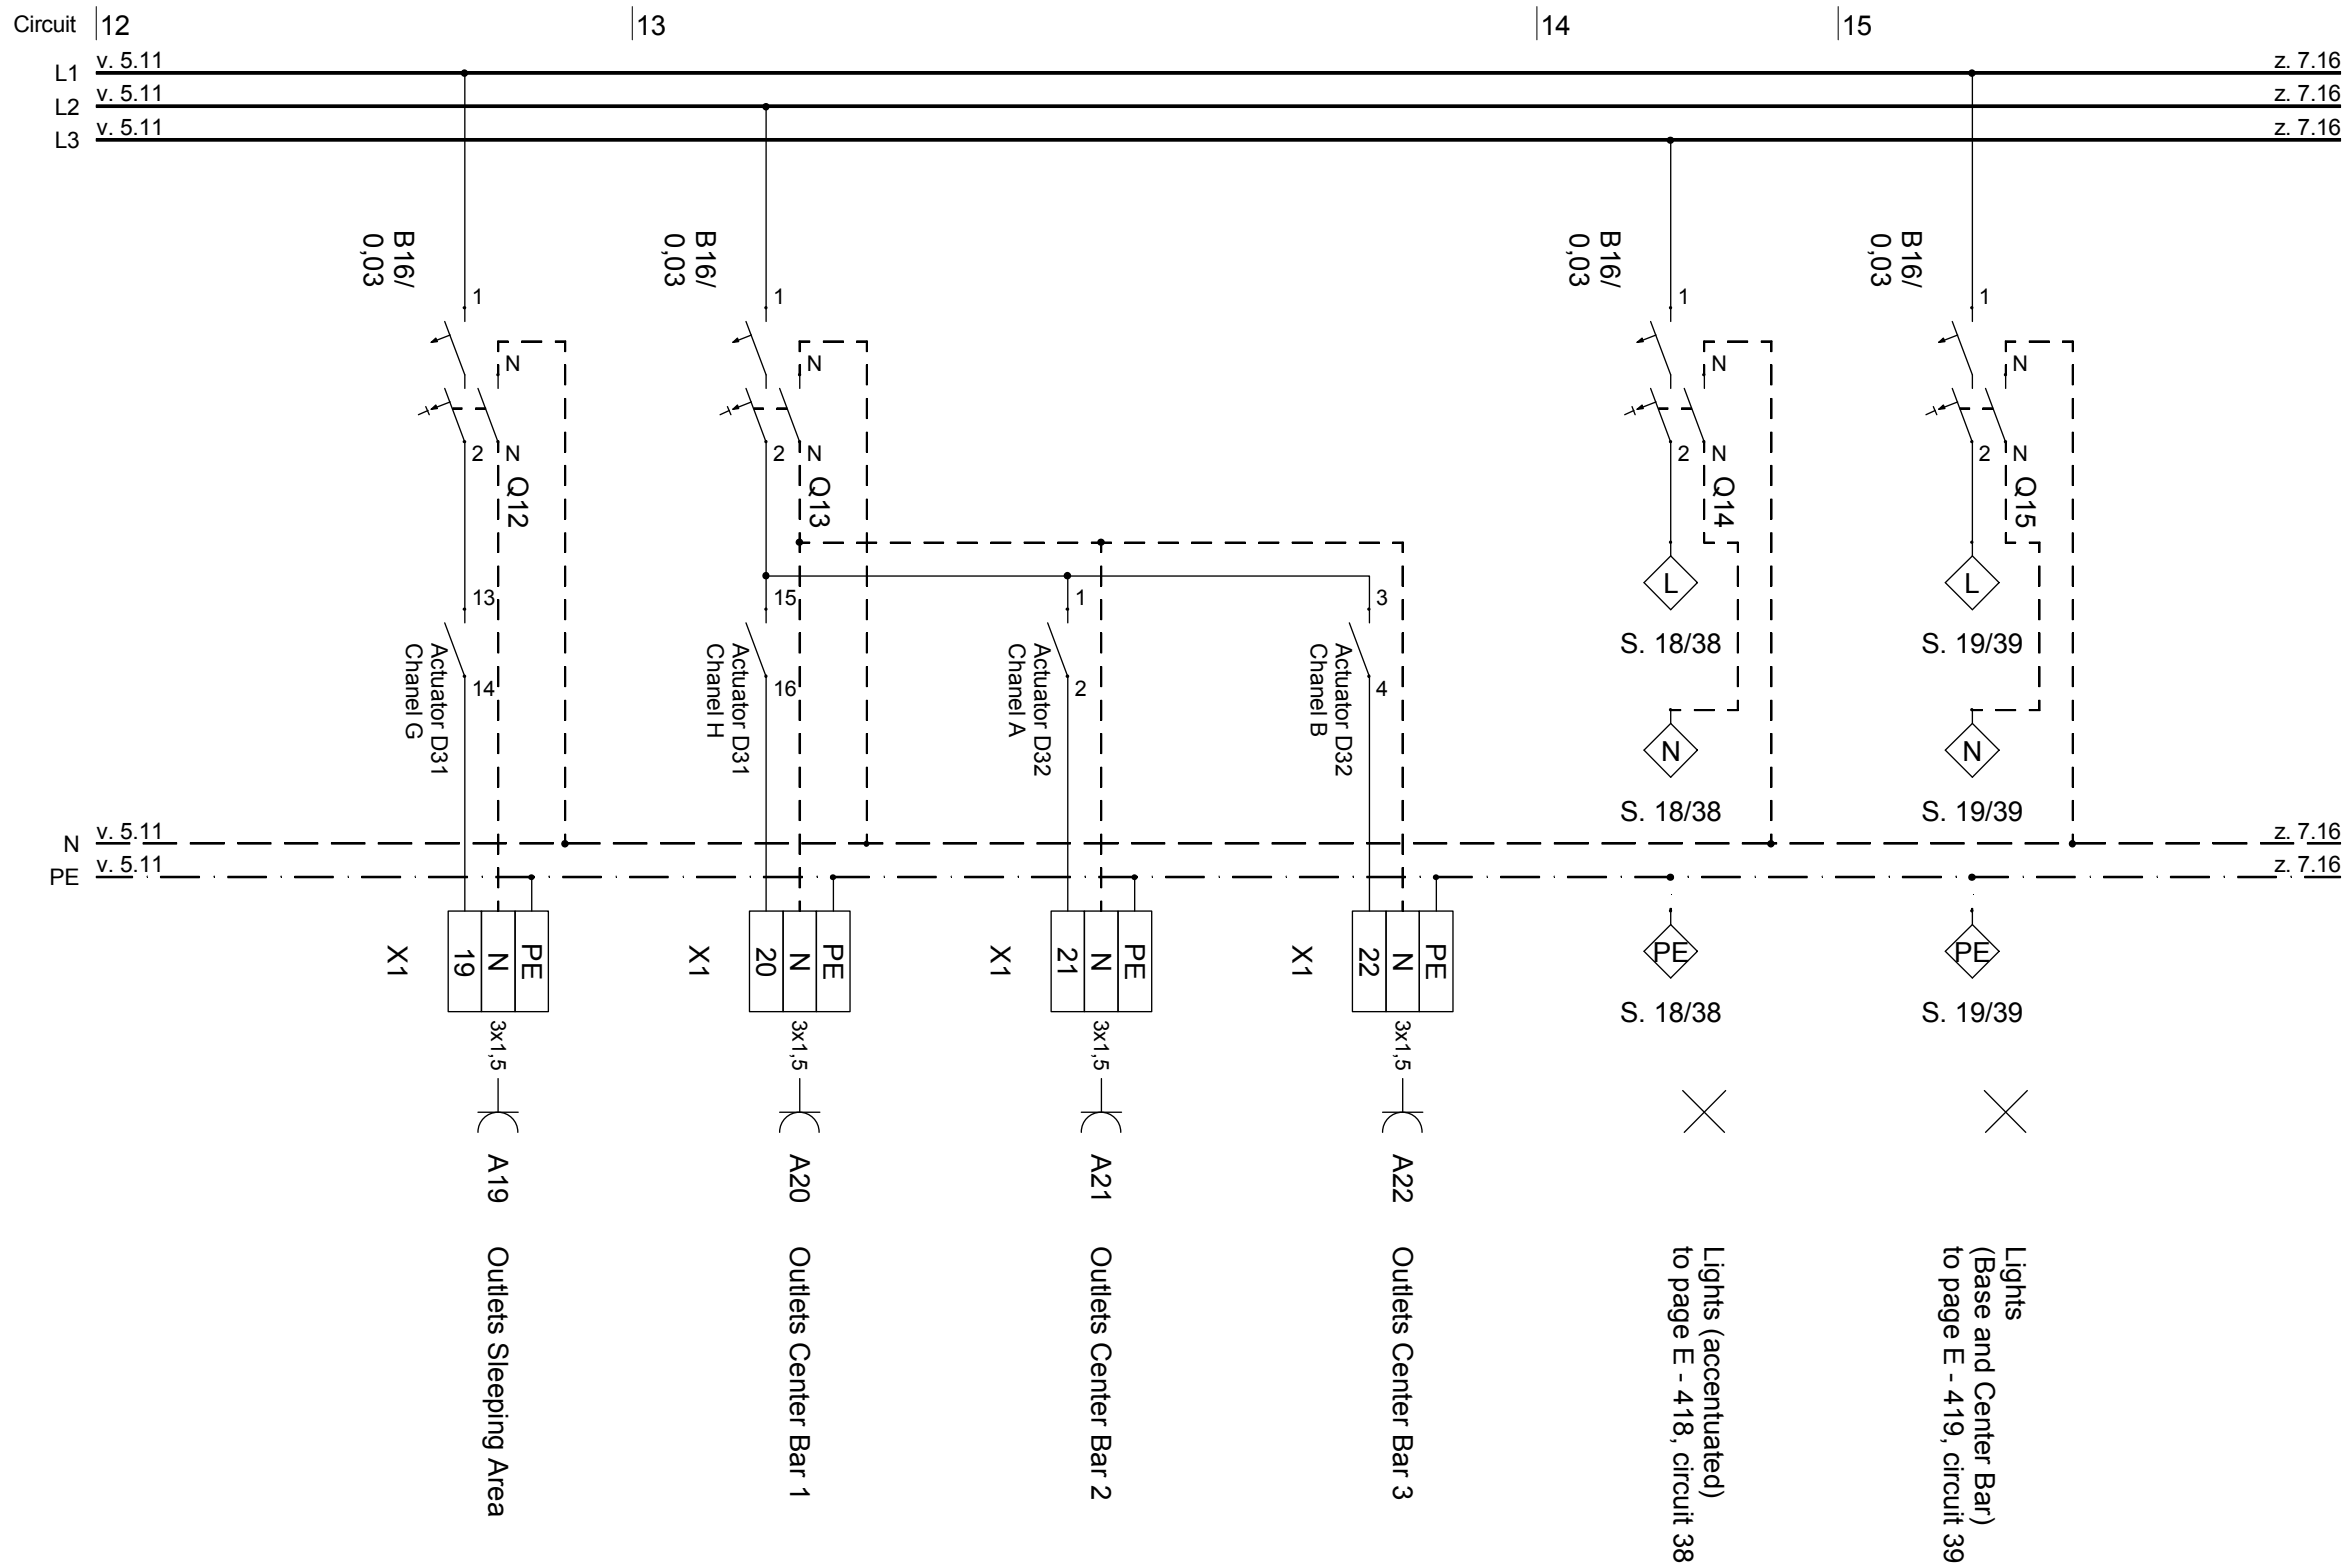 Circuit
12
13
14
15
L1 v. 5.11 z. 7.16
L2 v. 5.11 z. 7.16
L3 v. 5.11 z. 7.16
B16/
0,03
B16/
0,03
B16/
0,03
B16/
0,03
1
1
1
1
N
N
N
N
2 N
2 N
2 N
2 N
Q12
Q13
Q14
Q15
L
L
13
15
1
3
S. 18/38
S. 19/39
Actuator D31
Chanel G
Actuator D31
Chanel H
Actuator D32
Chanel A
Actuator D32
Chanel B
14
16
2
4
N
N
S. 18/38
S. 19/39
N v. 5.11 z. 7.16
PE v. 5.11 z. 7.16
X1
19 N PE
X1
20 N PE
X1
21 N PE
X1
22 N PE
PE
PE
S. 18/38
S. 19/39
3x1,5
3x1,5
3x1,5
3x1,5
A19 Outlets Sleeping Area
A20 Outlets Center Bar 1
A21 Outlets Center Bar 2
A22 Outlets Center Bar 3
Lights (accentuated)
to page E - 418, circuit 38
Lights
(Base and Center Bar)
to page E - 419, circuit 39